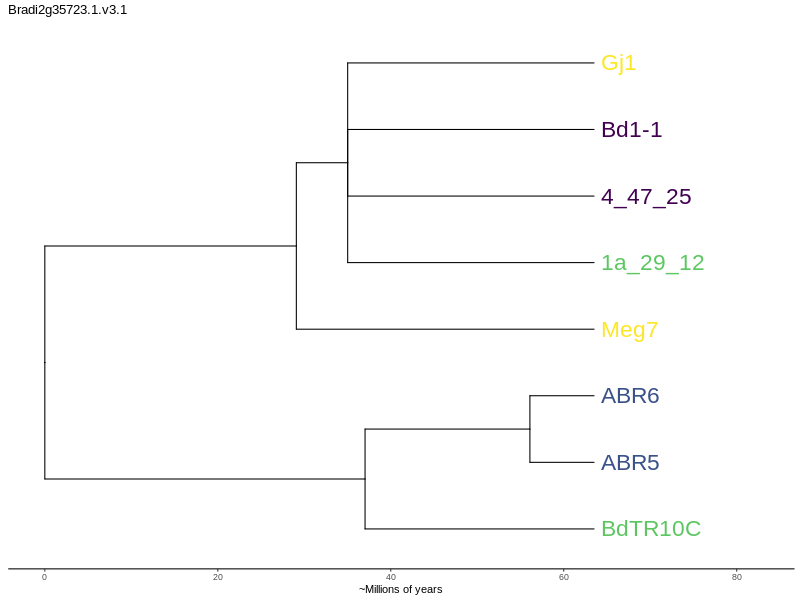 Bradi2g35723.1.v3.1
Gj1
Bd1-1
4_47_25
1a_29_12
Meg7
ABR6
ABR5
BdTR10C
0 20 40 60 80
~Millions of years